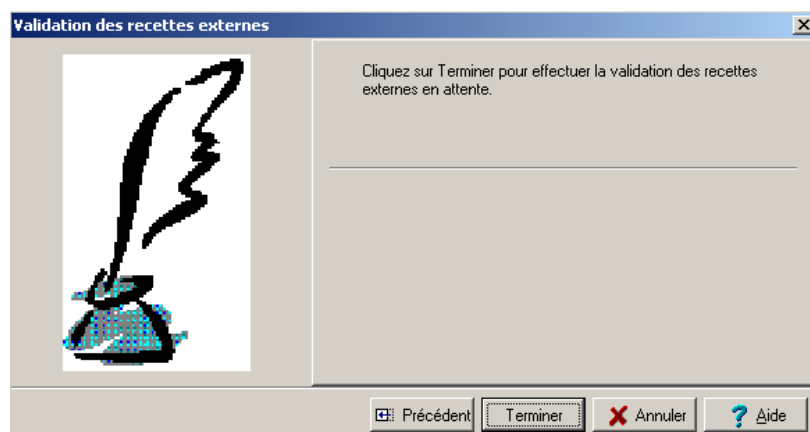 Validation des recettes externes
Cliquez sur Terminer pour effectuer la validation des recettes
externes en attente.
Précédent Terminer Annuler ? Aide